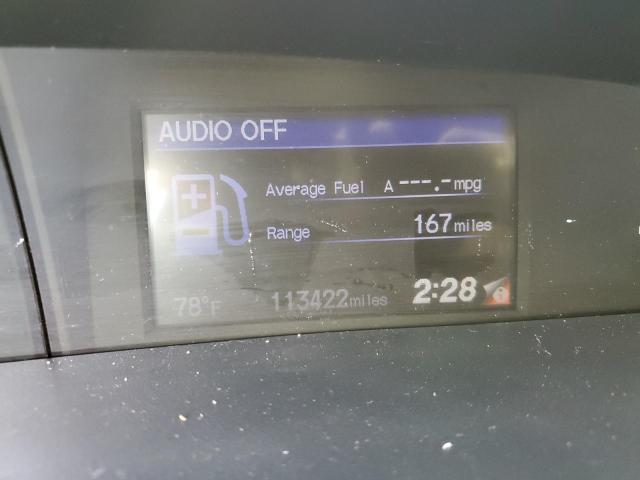 AUDIO OFF
Average Fuel A ---.- mpg
Range 167 miles
78°F 113422 miles 2:28 i